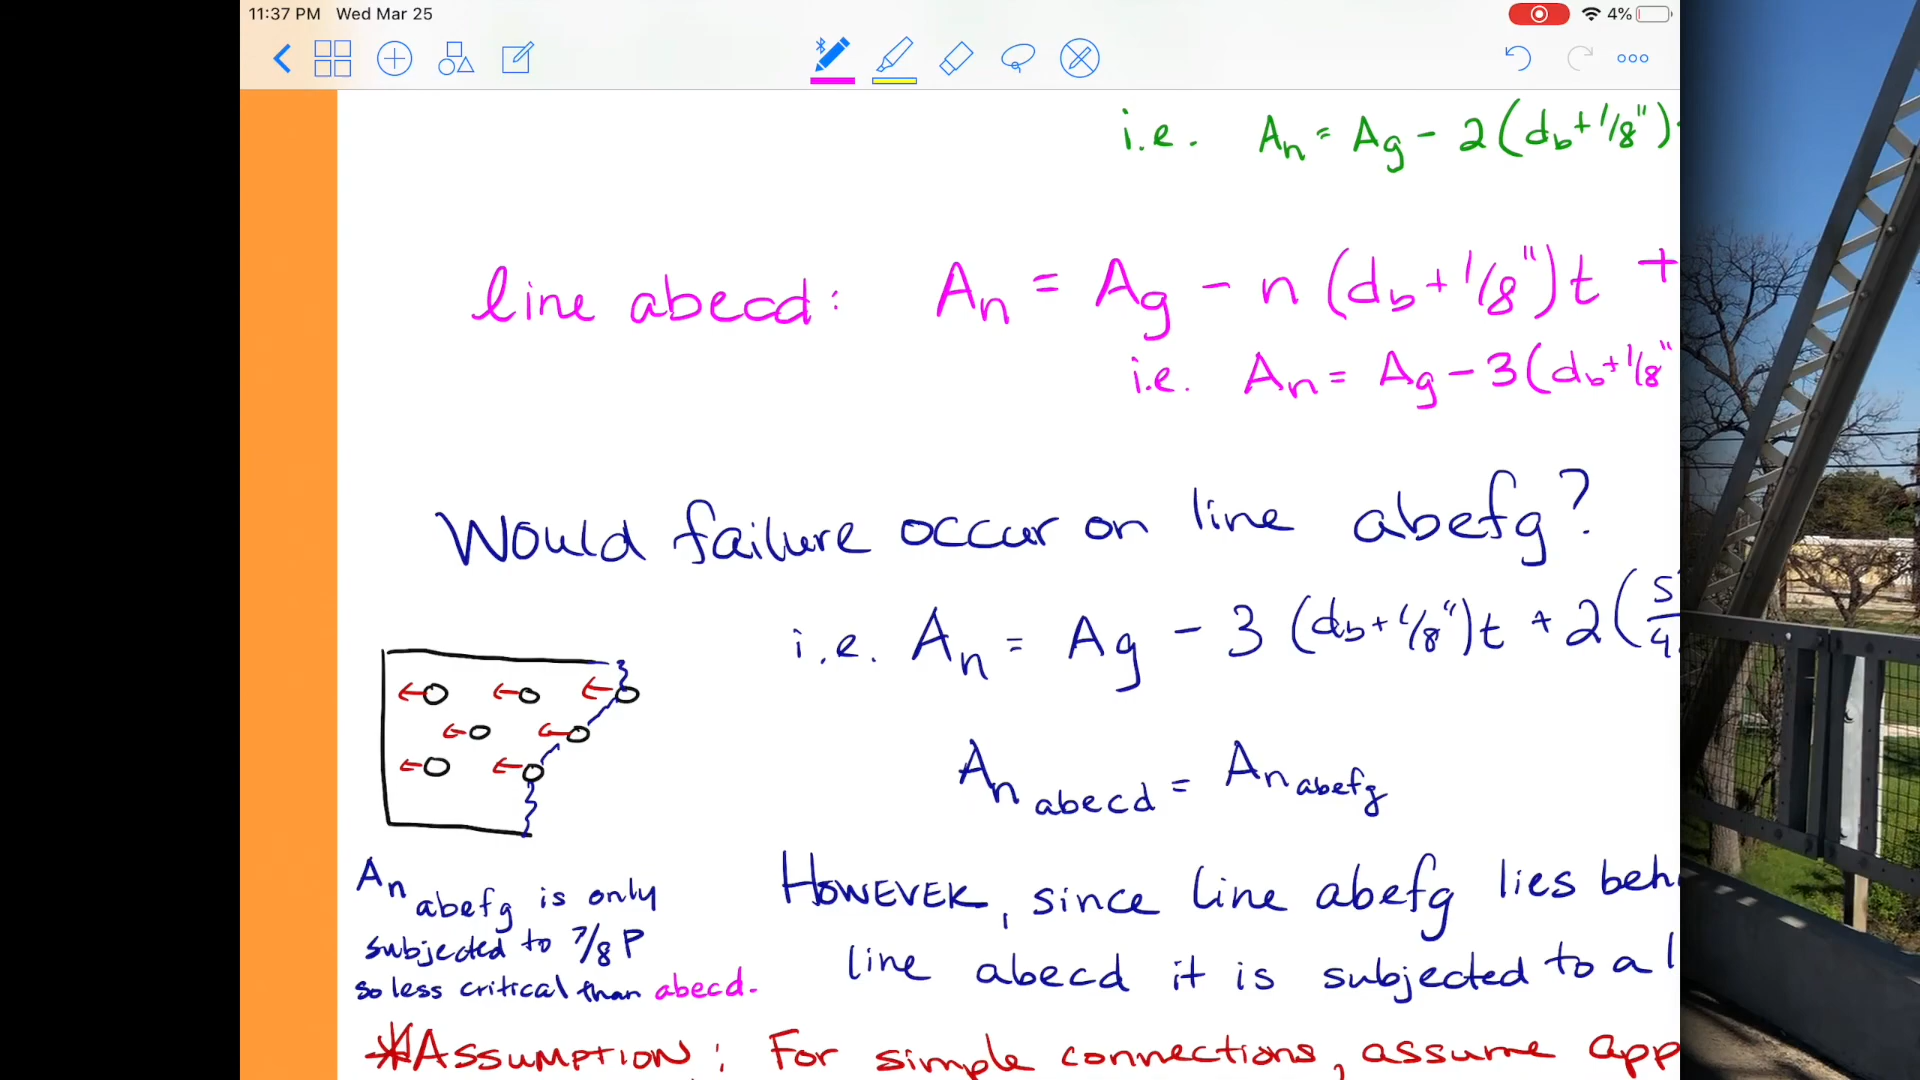 11:37 PM Wed Mar 25
4%
i.e. An = Ag - 2(db+1/8")
line abecd: An = Ag - n(db+1/8")t +
i.e. An = Ag - 3(db+1/8"
Would failure occur on line abefg?
i.e. An = Ag - 3(db+1/8")t + 2(s
4
An abecd = An abefg
An abefg is only
subjected to 7/8 P
so less critical than abecd.
However, since line abefg lies beh
line abecd it is subjected to a l
*Assumption: For simple connections, assume app